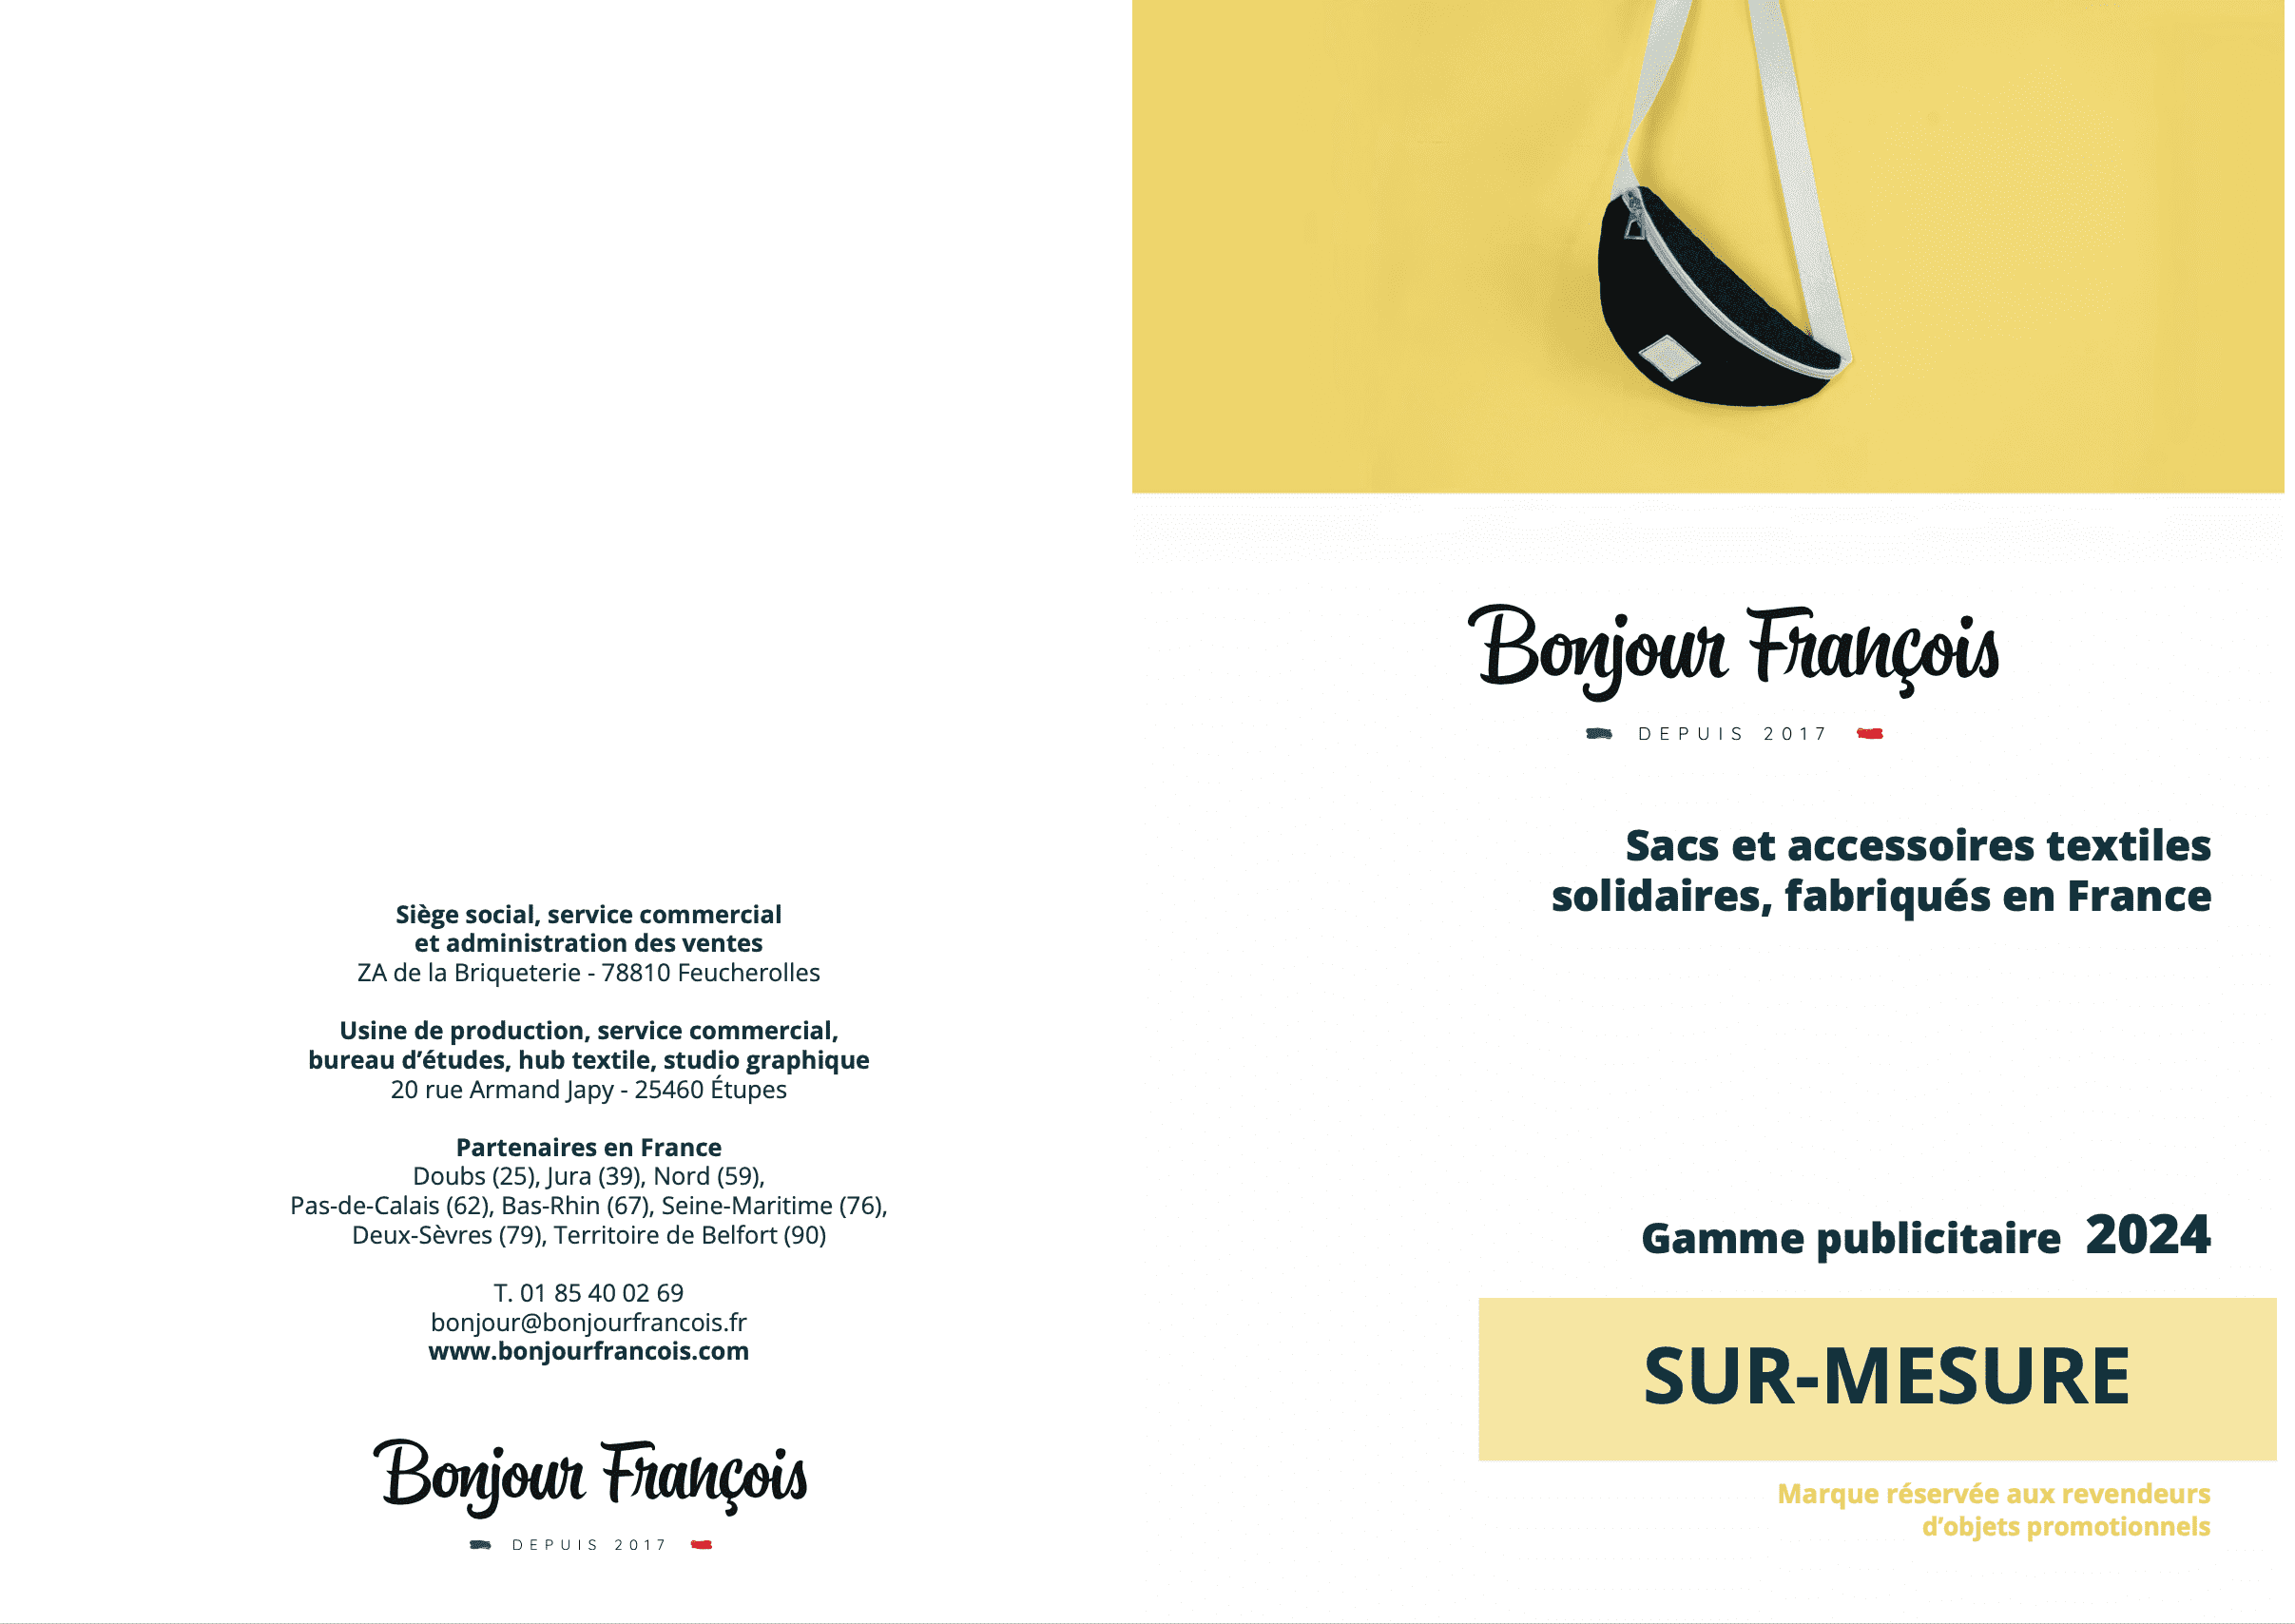 Siège social, service commercial
et administration des ventes
ZA de la Briqueterie - 78810 Feucherolles
Usine de production, service commercial,
bureau d’études, hub textile, studio graphique
20 rue Armand Japy - 25460 Étupes
Partenaires en France
Doubs (25), Jura (39), Nord (59),
Pas-de-Calais (62), Bas-Rhin (67), Seine-Maritime (76),
Deux-Sèvres (79), Territoire de Belfort (90)
T. 01 85 40 02 69
bonjour@bonjourfrancois.fr
www.bonjourfrancois.com
Bonjour François
DEPUIS 2017
Bonjour François
DEPUIS 2017
Sacs et accessoires textiles
solidaires, fabriqués en France
Gamme publicitaire 2024
SUR-MESURE
Marque réservée aux revendeurs
d’objets promotionnels